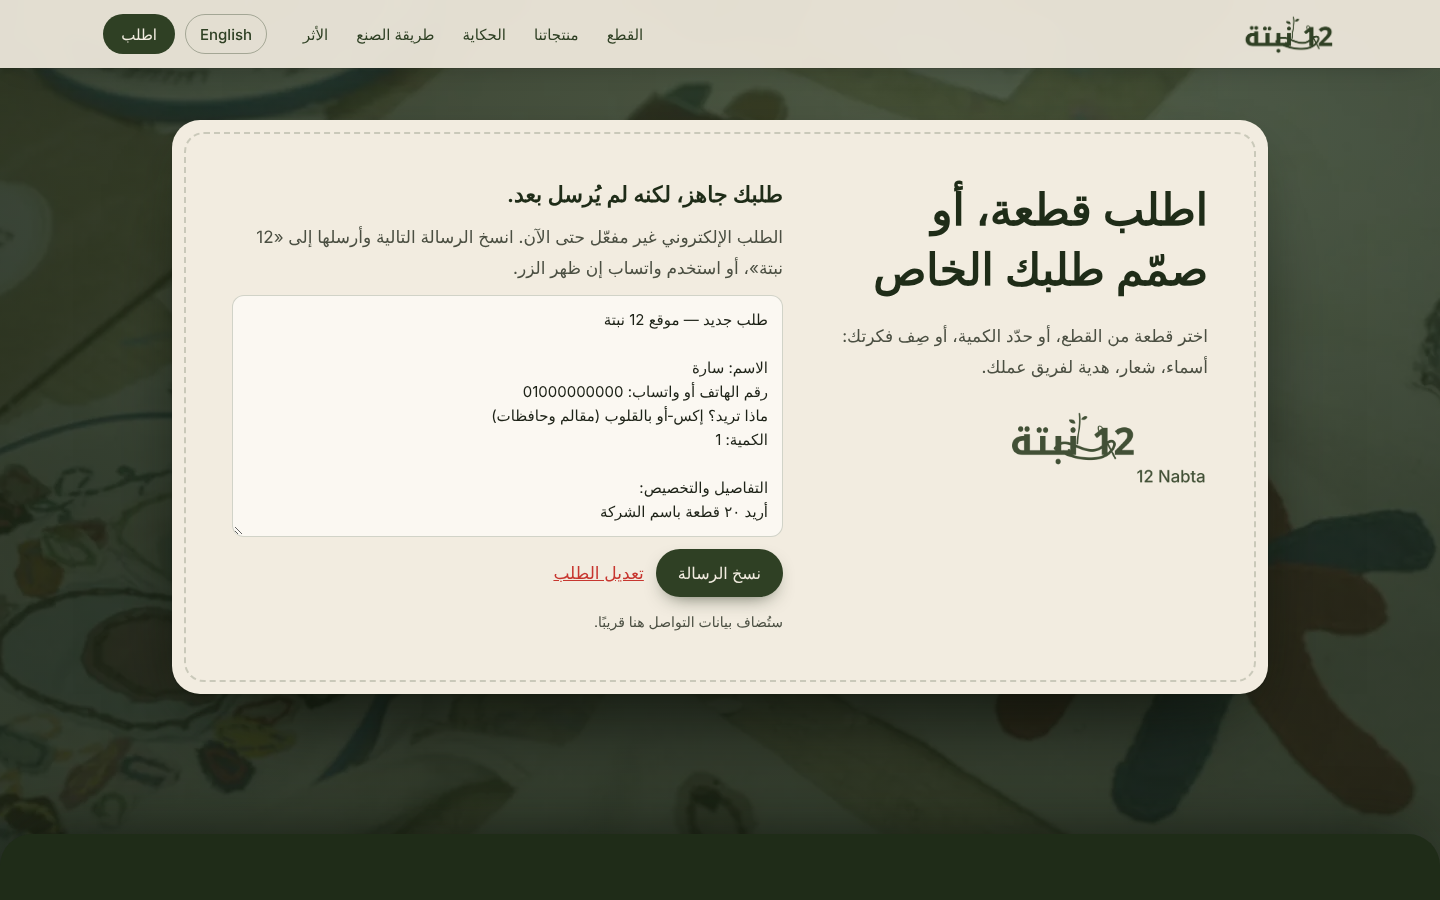 12 نبتة
القطع
منتجاتنا
الحكاية
طريقة الصنع
الأثر
English
اطلب
اطلب قطعة، أو
صمّم طلبك الخاص
اختر قطعة من القطع، أو حدّد الكمية، أو صِف فكرتك:
أسماء، شعار، هدية لفريق عملك.
12 نبتة
12 Nabta
طلبك جاهز، لكنه لم يُرسل بعد.
الطلب الإلكتروني غير مفعّل حتى الآن. انسخ الرسالة التالية وأرسلها إلى «12
نبتة»، أو استخدم واتساب إن ظهر الزر.
طلب جديد — موقع 12 نبتة
الاسم: سارة
رقم الهاتف أو واتساب: 01000000000
ماذا تريد؟ إكس-أو بالقلوب (مقالم وحافظات)
الكمية: 1
التفاصيل والتخصيص:
أريد ٢٠ قطعة باسم الشركة
نسخ الرسالة
تعديل الطلب
ستُضاف بيانات التواصل هنا قريبًا.